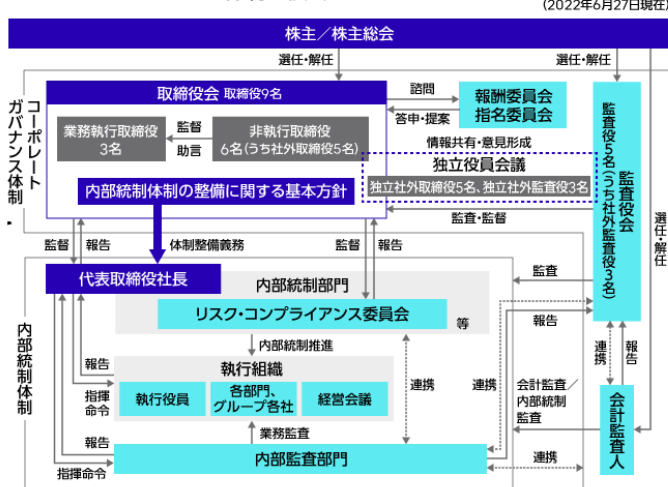 (2022年6月27日現在)
株主／株主総会
選任・解任
選任・解任
コーポレート
ガバナンス体制
取締役会 取締役9名
業務執行取締役
3名
監督
助言
非執行取締役
6名(うち社外取締役5名)
内部統制体制の整備に関する基本方針
諮問
答申・提案
報酬委員会
指名委員会
情報共有・意見形成
独立役員会議
独立社外取締役5名、独立社外監査役3名
監査・監督
監査役会
監査役5名(うち社外監査役3名)
選任・解任
監督
報告
体制整備義務
監督
報告
監査
報告
内部統制体制
代表取締役社長
内部統制部門
リスク・コンプライアンス委員会
等
内部統制推進
報告
指揮
命令
執行組織
執行役員
各部門、
グループ各社
経営会議
連携
連携
会計監査／
内部統制
監査
連携
報告
会計監査人
業務監査
報告
指揮命令
内部監査部門
連携